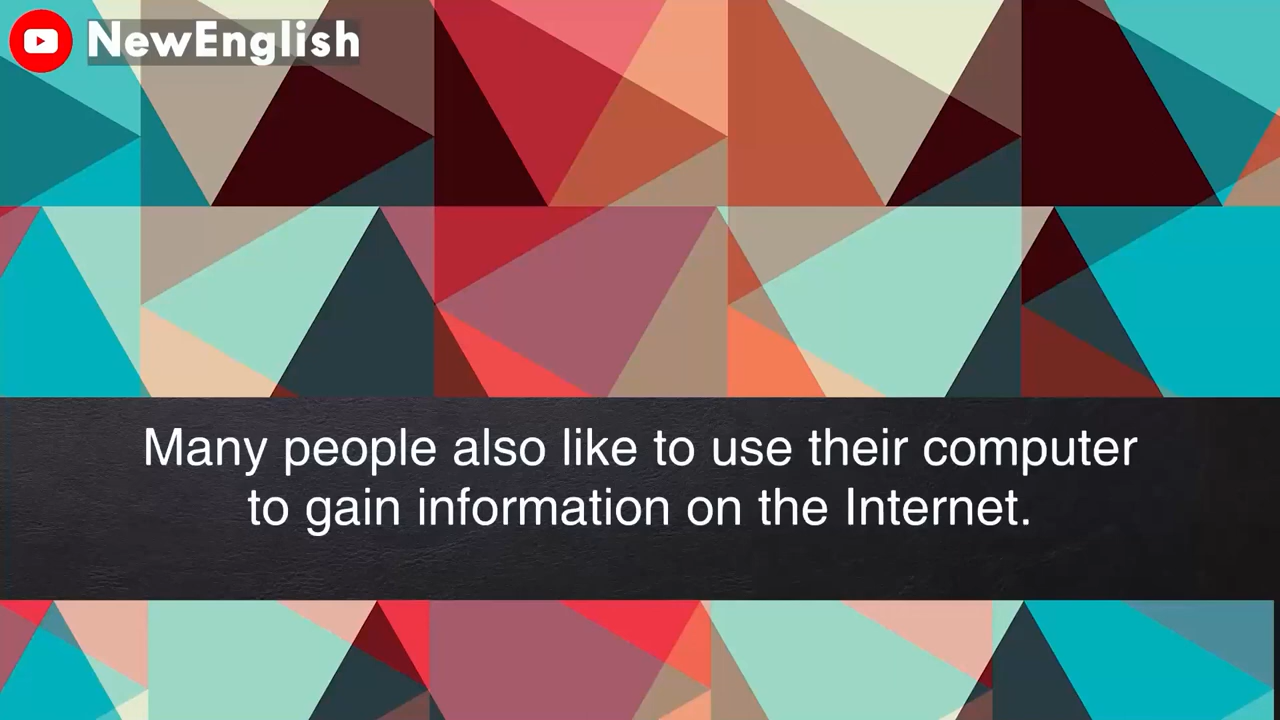 NewEnglish
Many people also like to use their computer
to gain information on the Internet.